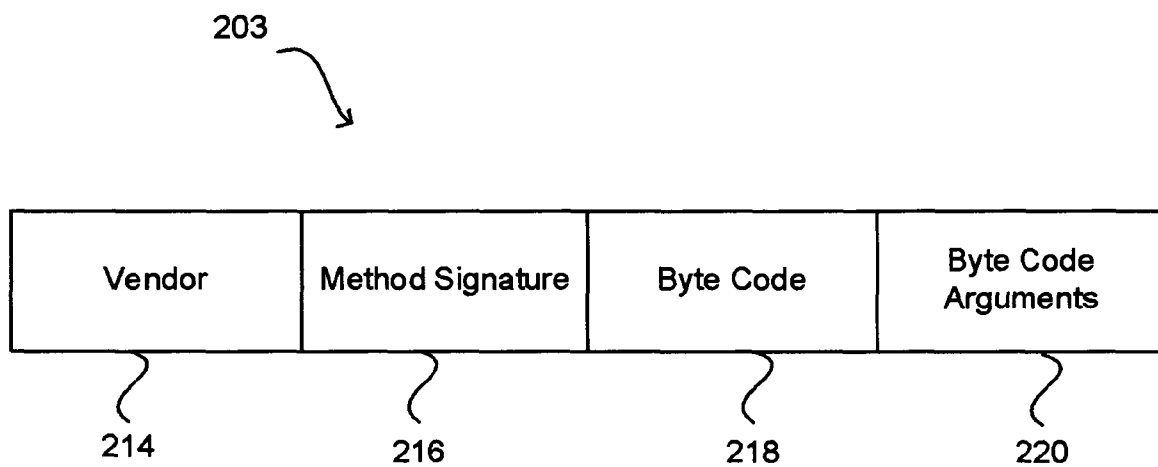 203
Vendor
Method Signature
Byte Code
Byte Code
Arguments
214
216
218
220